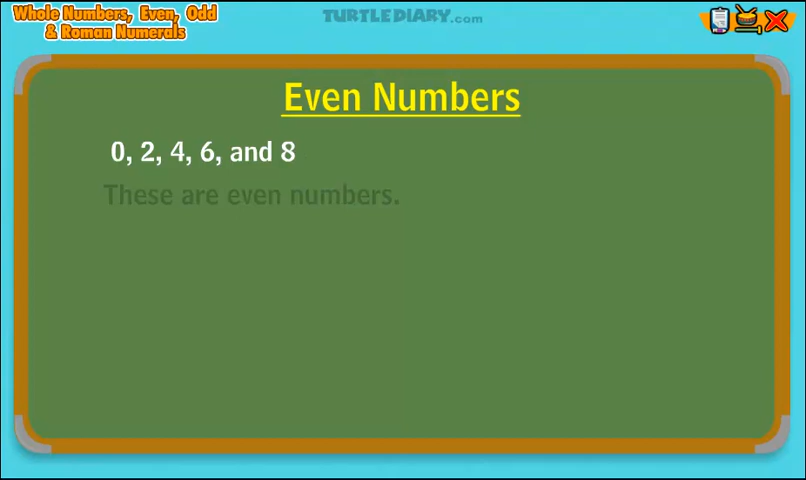 Whole Numbers, Even, Odd
& Roman Numerals
TURTLEDIARY.com
Even Numbers
0, 2, 4, 6, and 8
These are even numbers.